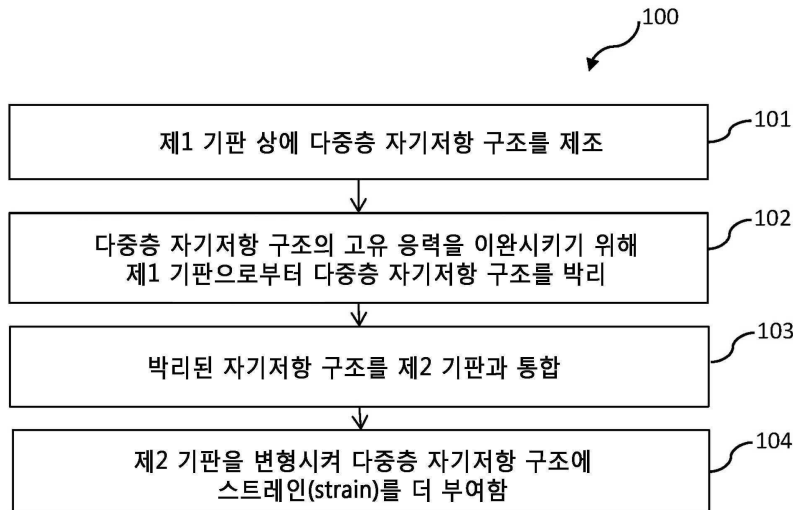 100
제1 기판 상에 다중층 자기저항 구조를 제조
101
다중층 자기저항 구조의 고유 응력을 이완시키기 위해
제1 기판으로부터 다중층 자기저항 구조를 박리
102
박리된 자기저항 구조를 제2 기판과 통합
103
제2 기판을 변형시켜 다중층 자기저항 구조에
스트레인(strain)를 더 부여함
104